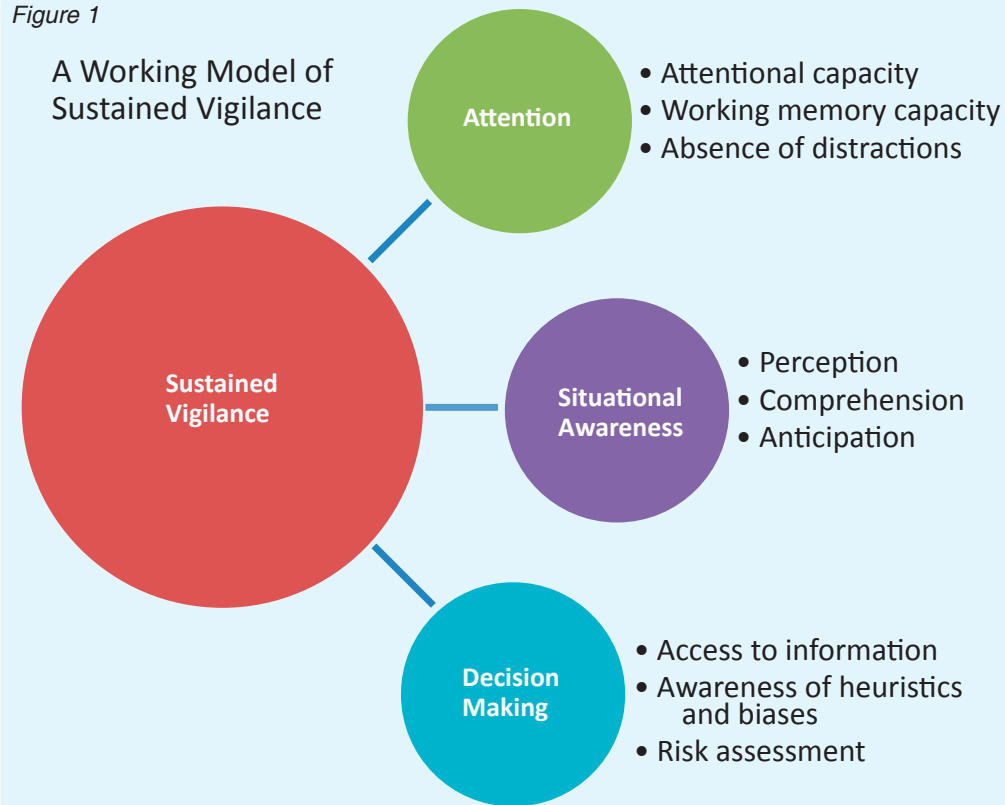 Figure 1
A Working Model of
Sustained Vigilance
Attention
• Attentional capacity
• Working memory capacity
• Absence of distractions
Sustained
Vigilance
Situational
Awareness
• Perception
• Comprehension
• Anticipation
Decision
Making
• Access to information
• Awareness of heuristics
and biases
• Risk assessment